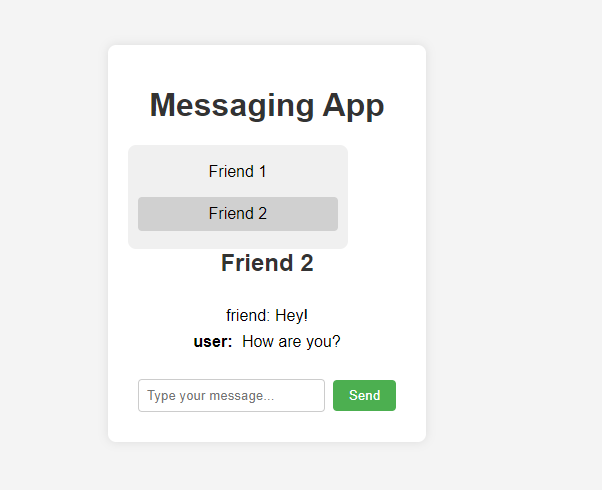 Messaging App
Friend 1
Friend 2
Friend 2
friend: Hey!
user: How are you?
Type your message... Send